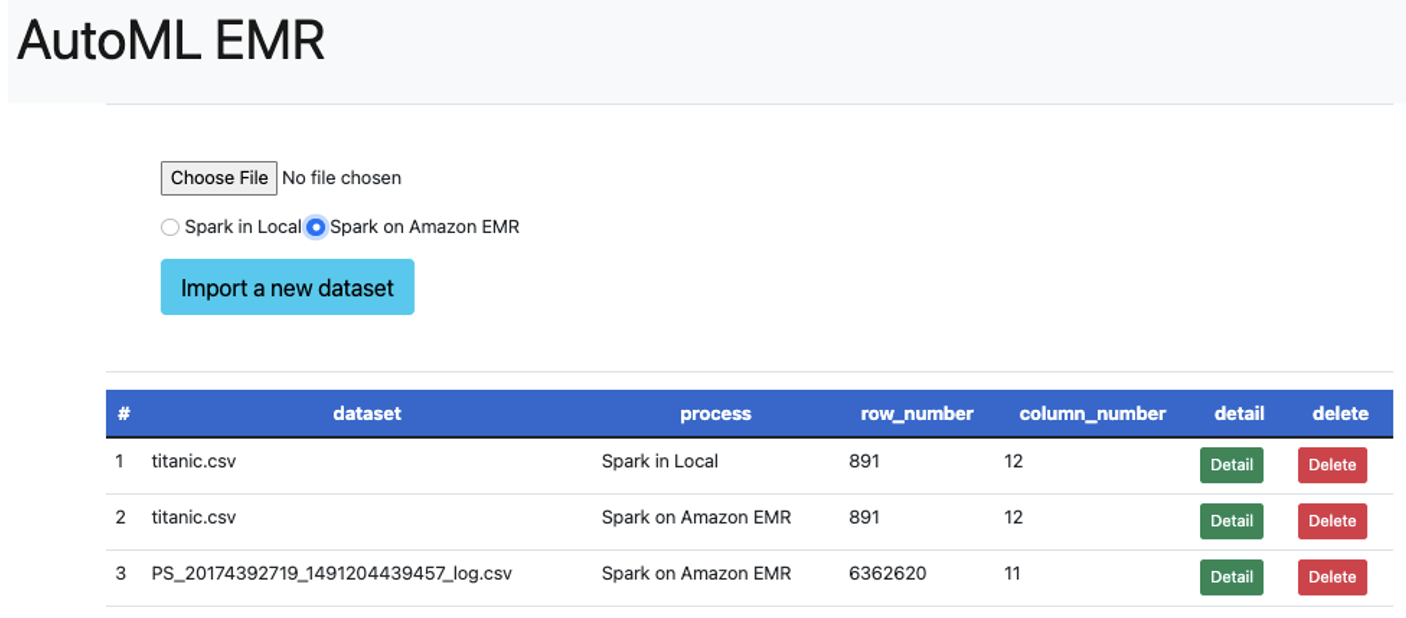 AutoML EMR
Choose File No file chosen
Spark in Local Spark on Amazon EMR
Import a new dataset
# dataset process row_number column_number detail delete
1 titanic.csv Spark in Local 891 12 Detail Delete
2 titanic.csv Spark on Amazon EMR 891 12 Detail Delete
3 PS_20174392719_1491204439457_log.csv Spark on Amazon EMR 6362620 11 Detail Delete